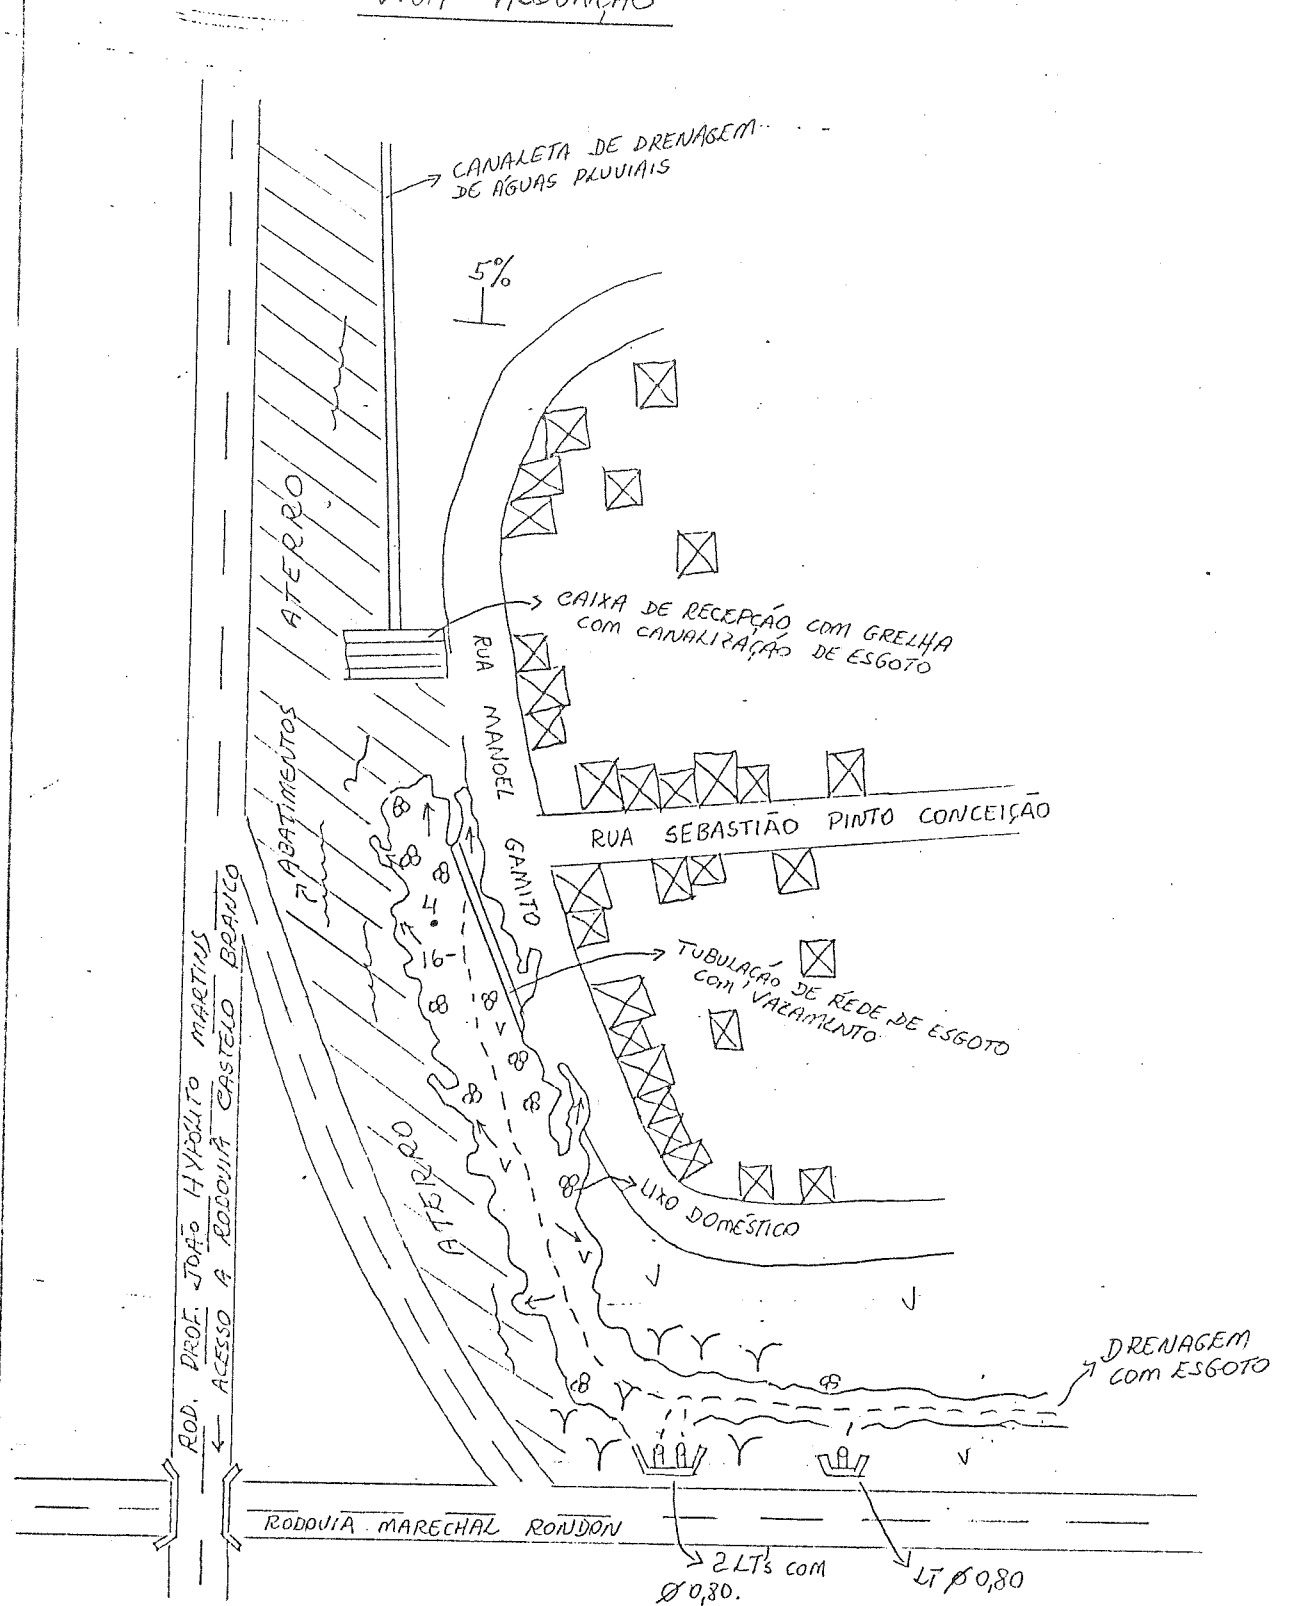 CANALETA DE DRENAGEM
DE ÁGUAS PLUVIAIS
5%
ATERRO
CAIXA DE RECEPÇÃO COM GRELHA
COM CANALIZAÇÃO DE ESGOTO
RUA MANOEL GAMITO
ABATIMENTOS
RUA SEBASTIÃO PINTO CONCEIÇÃO
4
16
TUBULAÇÃO DE REDE DE ESGOTO
COM VAZAMENTO
ATERRO
LIXO DOMÉSTICO
ROD. PROF. JOÃO HYPÓLITO MARTINS
ACESSO A RODOVIA CASTELO BRANCO
DRENAGEM
COM ESGOTO
RODOVIA MARECHAL RONDON
2 LT's COM
Ø 0,80.
LT Ø 0,80